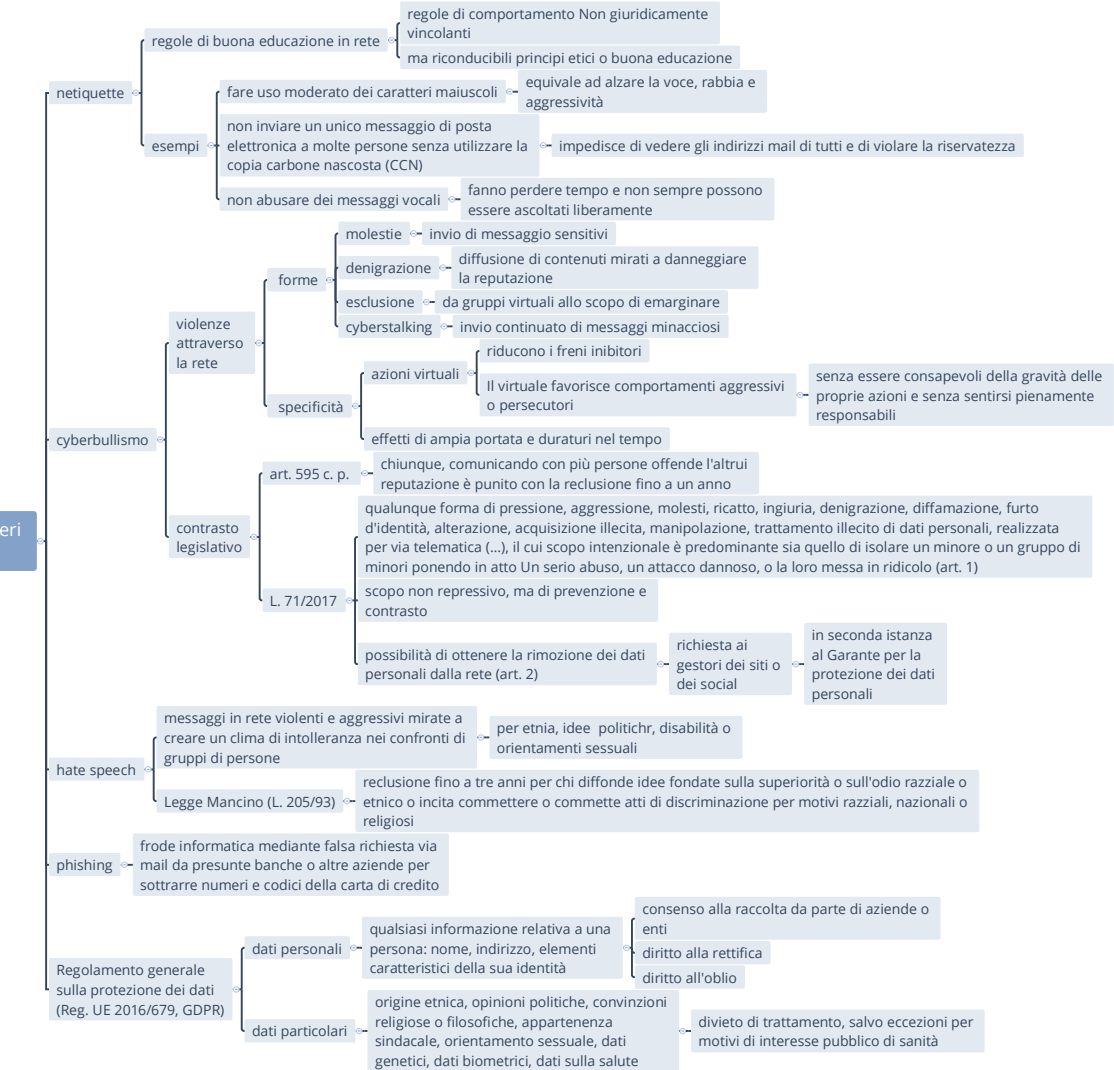 eri
netiquette
regole di buona educazione in rete
regole di comportamento Non giuridicamente
vincolanti
ma riconducibili principi etici o buona educazione
esempi
fare uso moderato dei caratteri maiuscoli
equivale ad alzare la voce, rabbia e
aggressività
non inviare un unico messaggio di posta
elettronica a molte persone senza utilizzare la
copia carbone nascosta (CCN)
impedisce di vedere gli indirizzi mail di tutti e di violare la riservatezza
non abusare dei messaggi vocali
fanno perdere tempo e non sempre possono
essere ascoltati liberamente
cyberbullismo
violenze
attraverso
la rete
forme
molestie
invio di messaggio sensitivi
denigrazione
diffusione di contenuti mirati a danneggiare
la reputazione
esclusione
da gruppi virtuali allo scopo di emarginare
cyberstalking
invio continuato di messaggi minacciosi
specificità
azioni virtuali
riducono i freni inibitori
Il virtuale favorisce comportamenti aggressivi
o persecutori
senza essere consapevoli della gravità delle
proprie azioni e senza sentirsi pienamente
responsabili
effetti di ampia portata e duraturi nel tempo
contrasto
legislativo
art. 595 c. p.
chiunque, comunicando con più persone offende l'altrui
reputazione è punito con la reclusione fino a un anno
L. 71/2017
qualunque forma di pressione, aggressione, molesti, ricatto, ingiuria, denigrazione, diffamazione, furto
d'identità, alterazione, acquisizione illecita, manipolazione, trattamento illecito di dati personali, realizzata
per via telematica (...), il cui scopo intenzionale è predominante sia quello di isolare un minore o un gruppo di
minori ponendo in atto Un serio abuso, un attacco dannoso, o la loro messa in ridicolo (art. 1)
scopo non repressivo, ma di prevenzione e
contrasto
possibilità di ottenere la rimozione dei dati
personali dalla rete (art. 2)
richiesta ai
gestori dei siti o
dei social
in seconda istanza
al Garante per la
protezione dei dati
personali
hate speech
messaggi in rete violenti e aggressivi mirate a
creare un clima di intolleranza nei confronti di
gruppi di persone
per etnia, idee  politichr, disabilità o
orientamenti sessuali
Legge Mancino (L. 205/93)
reclusione fino a tre anni per chi diffonde idee fondate sulla superiorità o sull'odio razziale o
etnico o incita commettere o commette atti di discriminazione per motivi razziali, nazionali o
religiosi
phishing
frode informatica mediante falsa richiesta via
mail da presunte banche o altre aziende per
sottrarre numeri e codici della carta di credito
Regolamento generale
sulla protezione dei dati
(Reg. UE 2016/679, GDPR)
dati personali
qualsiasi informazione relativa a una
persona: nome, indirizzo, elementi
caratteristici della sua identità
consenso alla raccolta da parte di aziende o
enti
diritto alla rettifica
diritto all'oblio
dati particolari
origine etnica, opinioni politiche, convinzioni
religiose o filosofiche, appartenenza
sindacale, orientamento sessuale, dati
genetici, dati biometrici, dati sulla salute
divieto di trattamento, salvo eccezioni per
motivi di interesse pubblico di sanità